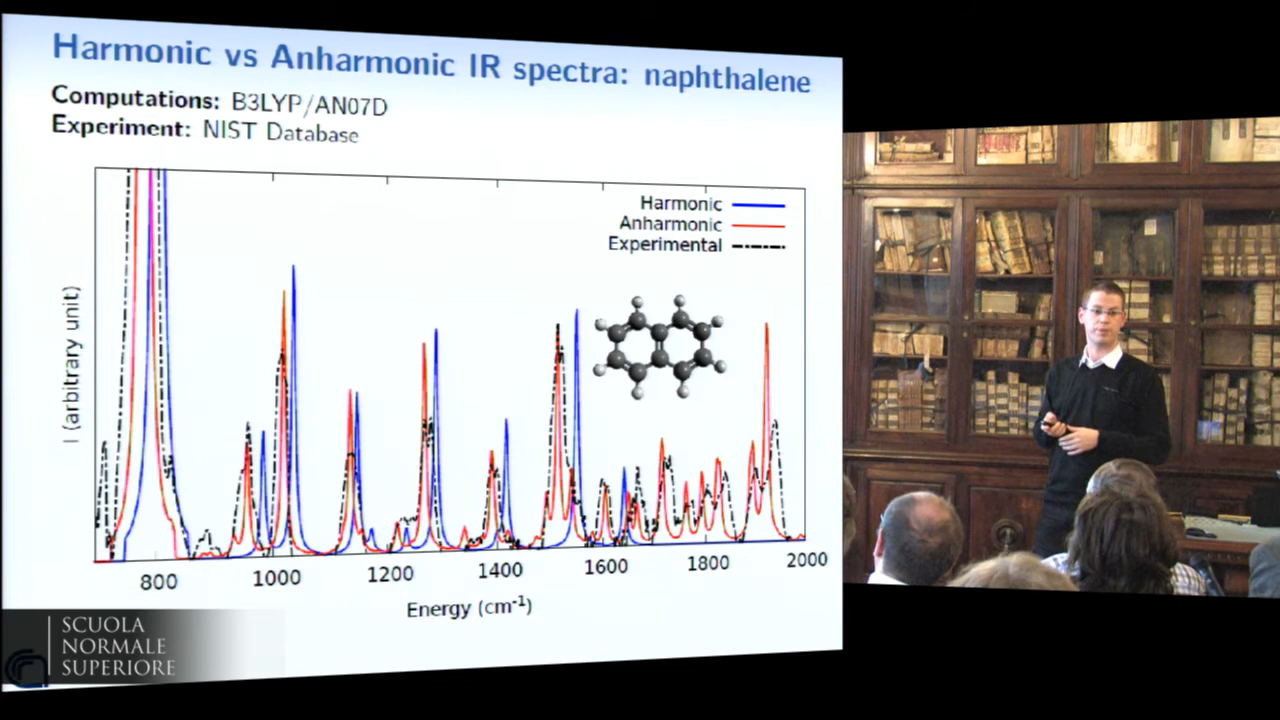 Harmonic vs Anharmonic IR spectra: naphthalene
Computations: B3LYP/AN07D
Experiment: NIST Database
Harmonic
Anharmonic
Experimental
I (arbitrary unit)
800 1000 1200 1400 1600 1800 2000
Energy (cm⁻¹)
SCUOLA
NORMALE
SUPERIORE